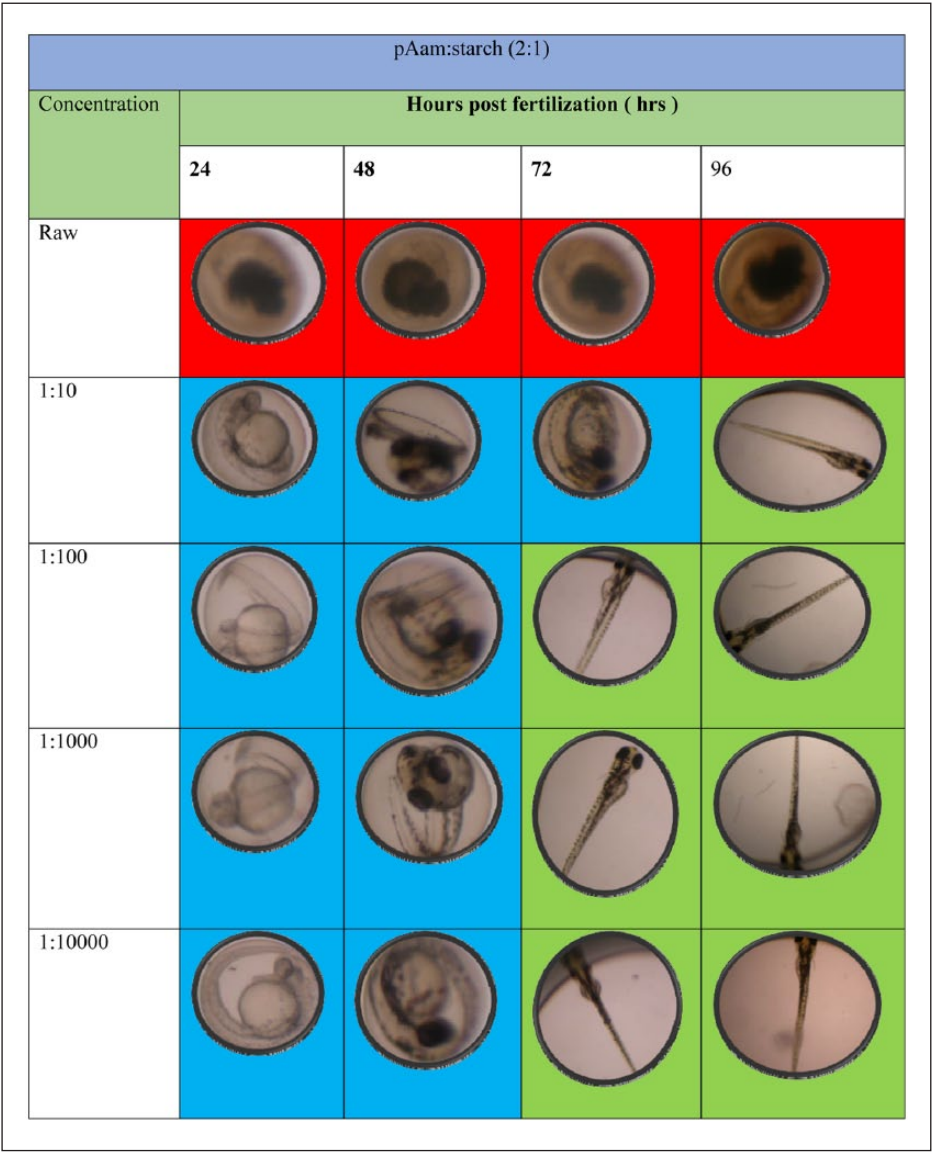 pAam:starch (2:1)
Concentration
Hours post fertilization ( hrs )
24
48
72
96
Raw
1:10
1:100
1:1000
1:10000